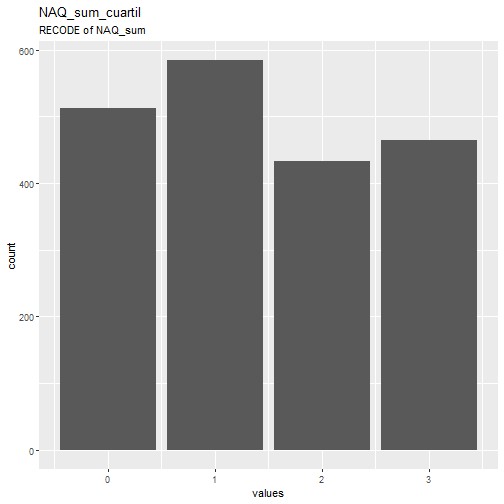 NAQ_sum_cuartil
RECODE of NAQ_sum
600
400
200
0
count
0 1 2 3
values